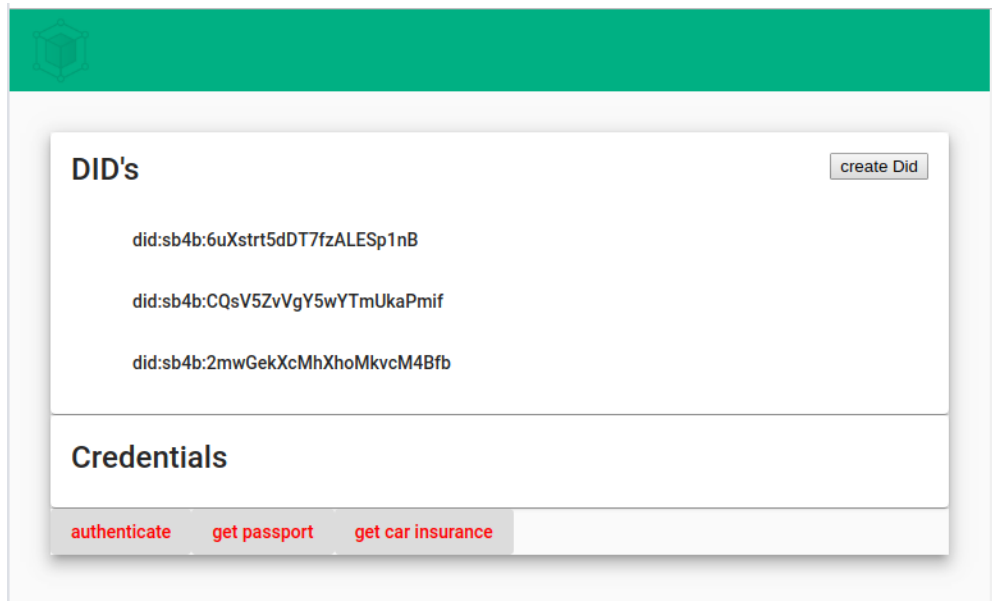 DID's
create Did
did:sb4b:6uXstrt5dDT7fzALESp1nB
did:sb4b:CQsV5ZvVgY5wYTmUkaPmif
did:sb4b:2mwGekXcMhXhoMkvcM4Bfb
Credentials
authenticate get passport get car insurance